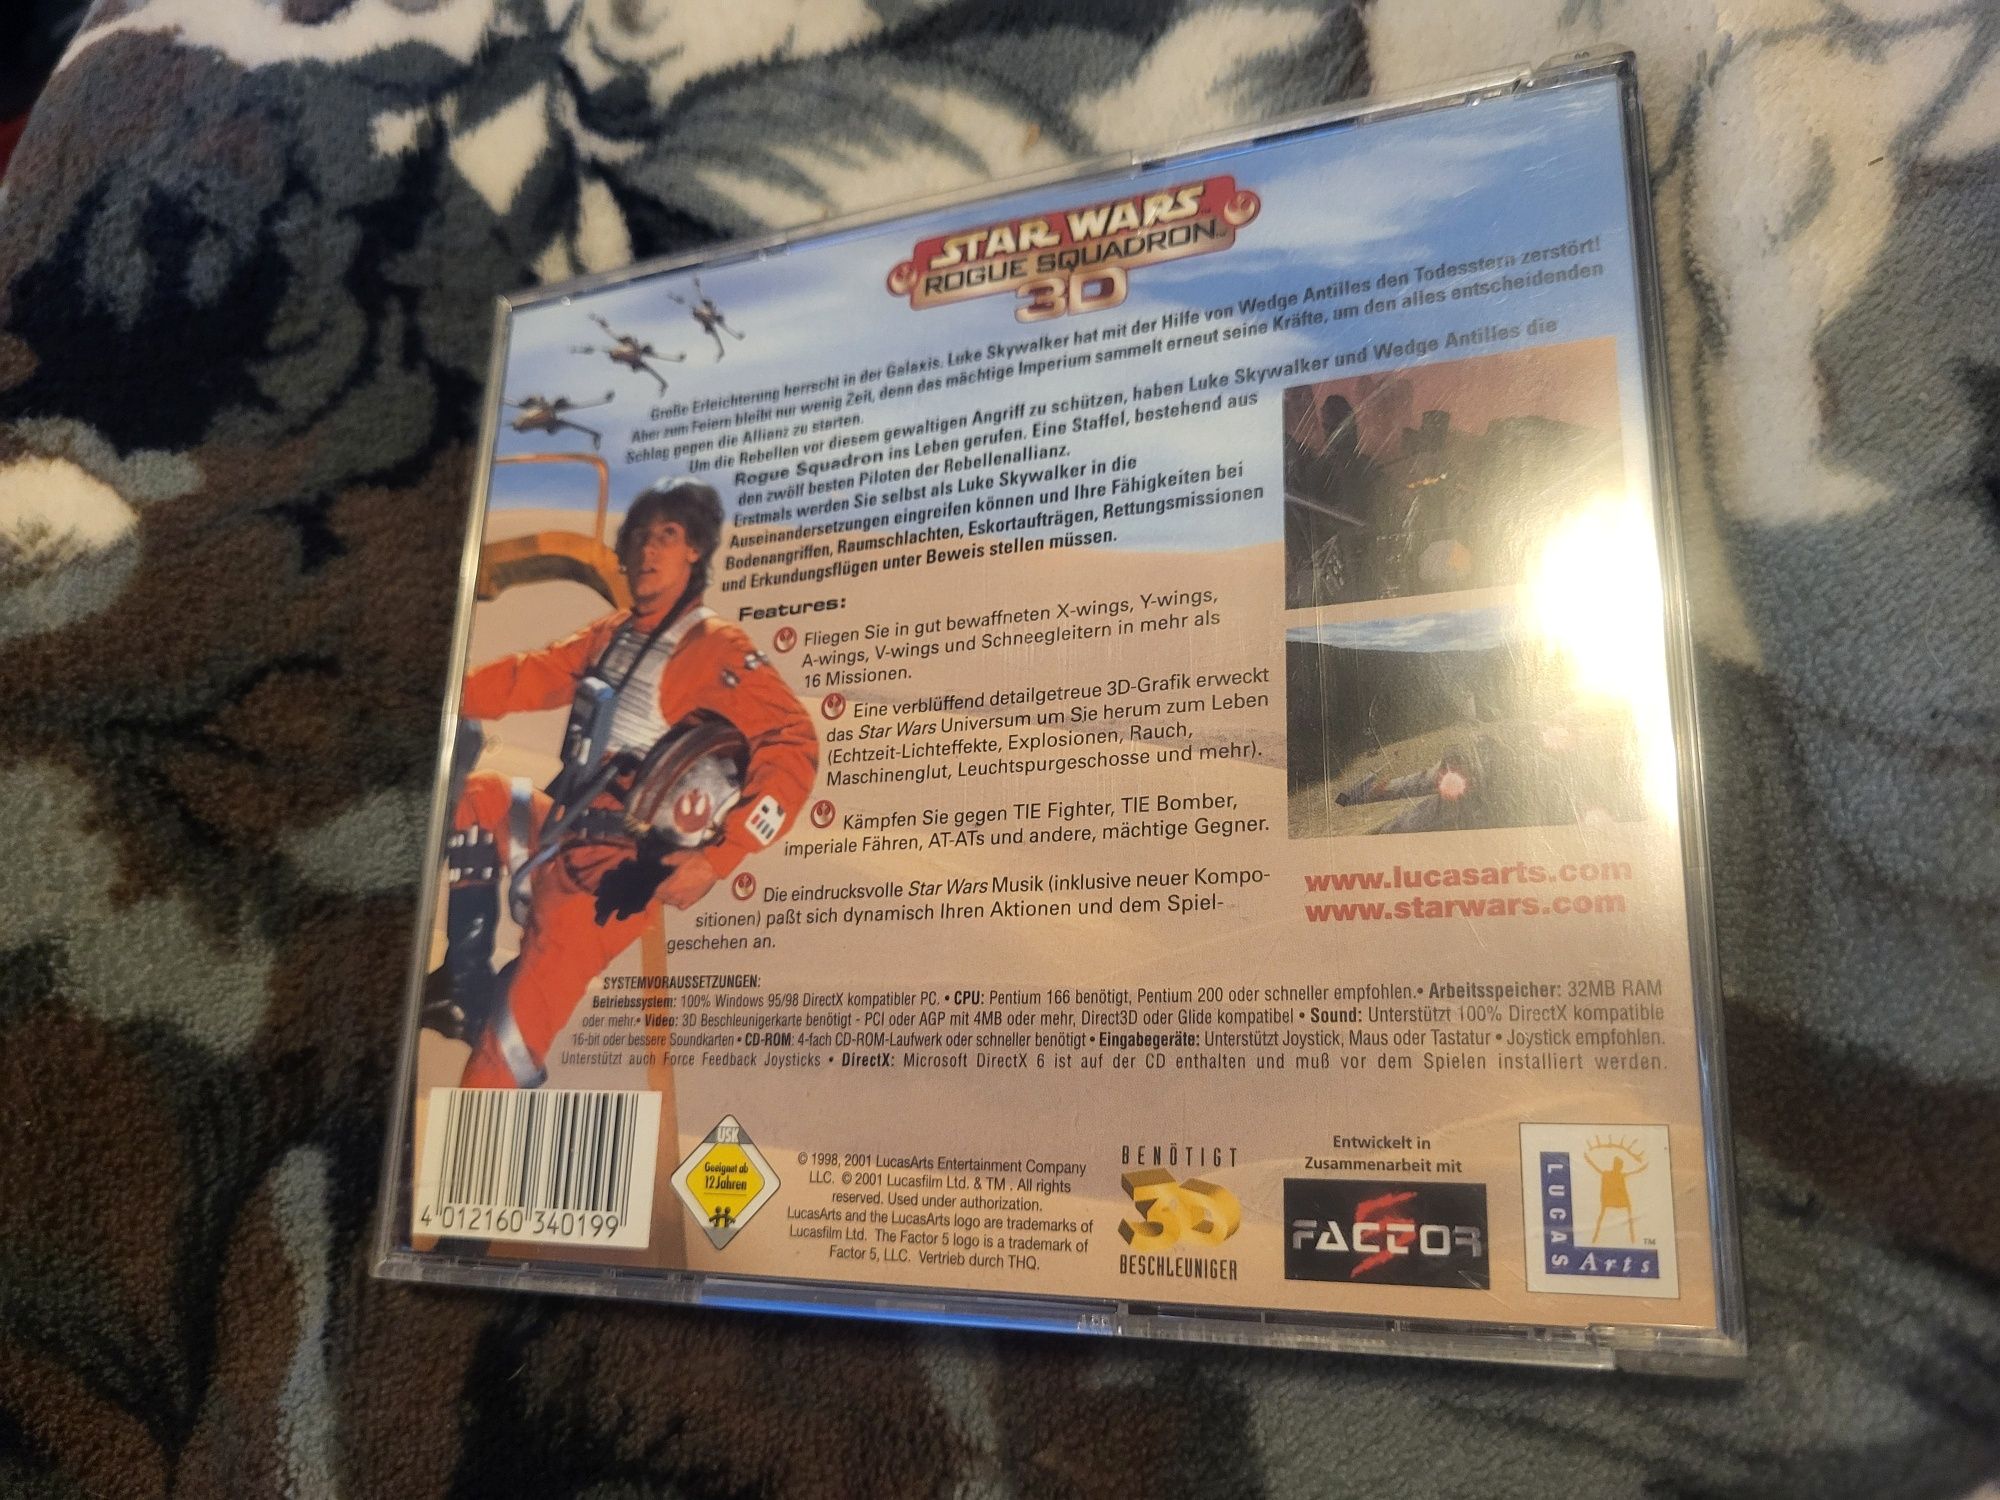 STAR WARS
ROGUE SQUADRON
3D
Große Erleichterung herrscht in der Galaxis. Luke Skywalker hat mit der Hilfe von Wedge Antilles den Todesstern zerstört!
Aber zum Feiern bleibt nur wenig Zeit, denn das mächtige Imperium sammelt erneut seine Kräfte, um den alles entscheidenden
Schlag gegen die Allianz zu starten.
Um die Rebellen vor diesem gewaltigen Angriff zu schützen, haben Luke Skywalker und Wedge Antilles die
Rogue Squadron ins Leben gerufen. Eine Staffel, bestehend aus
den zwölf besten Piloten der Rebellenallianz.
Erstmals werden Sie selbst als Luke Skywalker in die
Auseinandersetzungen eingreifen können und Ihre Fähigkeiten bei
Bodenangriffen, Raumschlachten, Eskortaufträgen, Rettungsmissionen
und Erkundungsflügen unter Beweis stellen müssen.
Features:
Fliegen Sie in gut bewaffneten X-wings, Y-wings,
A-wings, V-wings und Schneegleitern in mehr als
16 Missionen.
Eine verblüffend detailgetreue 3D-Grafik erweckt
das Star Wars Universum um Sie herum zum Leben
(Echtzeit-Lichteffekte, Explosionen, Rauch,
Maschinenglut, Leuchtspurgeschosse und mehr).
Kämpfen Sie gegen TIE Fighter, TIE Bomber,
imperiale Fähren, AT-ATs und andere, mächtige Gegner.
Die eindrucksvolle Star Wars Musik (inklusive neuer Kompo-
sitionen) paßt sich dynamisch Ihren Aktionen und dem Spiel-
geschehen an.
www.lucasarts.com
www.starwars.com
SYSTEMVORAUSSETZUNGEN:
Betriebssystem: 100% Windows 95/98 DirectX kompatibler PC. • CPU: Pentium 166 benötigt, Pentium 200 oder schneller empfohlen.• Arbeitsspeicher: 32MB RAM
oder mehr.• Video: 3D Beschleunigerkarte benötigt - PCI oder AGP mit 4MB oder mehr, Direct3D oder Glide kompatibel • Sound: Unterstützt 100% DirectX kompatible
16-bit oder bessere Soundkarten • CD-ROM: 4-fach CD-ROM-Laufwerk oder schneller benötigt • Eingabegeräte: Unterstützt Joystick, Maus oder Tastatur • Joystick empfohlen.
Unterstützt auch Force Feedback Joysticks • DirectX: Microsoft DirectX 6 ist auf der CD enthalten und muß vor dem Spielen installiert werden.
4 012160 340199
USK
Geeignet ab
12 Jahren
© 1998, 2001 LucasArts Entertainment Company
LLC. © 2001 Lucasfilm Ltd. & TM . All rights
reserved. Used under authorization.
LucasArts and the LucasArts logo are trademarks of
Lucasfilm Ltd. The Factor 5 logo is a trademark of
Factor 5, LLC. Vertrieb durch THQ.
BENÖTIGT
3D
BESCHLEUNIGER
Entwickelt in
Zusammenarbeit mit
FACTOR 5
LUCAS
Arts
TM